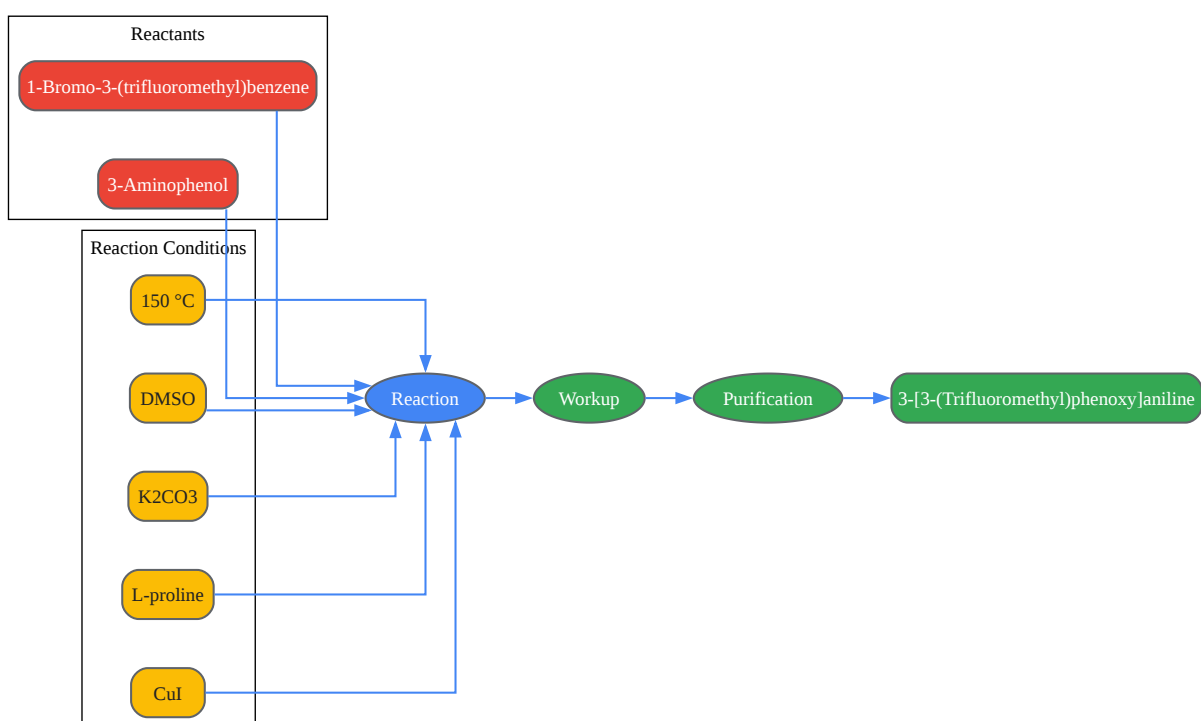 Reactants
1-Bromo-3-(trifluoromethyl)benzene
3-Aminophenol
Reaction Conditions
150 °C
DMSO
K2CO3
L-proline
CuI
Reaction
Workup
Purification
3-[3-(Trifluoromethyl)phenoxy]aniline